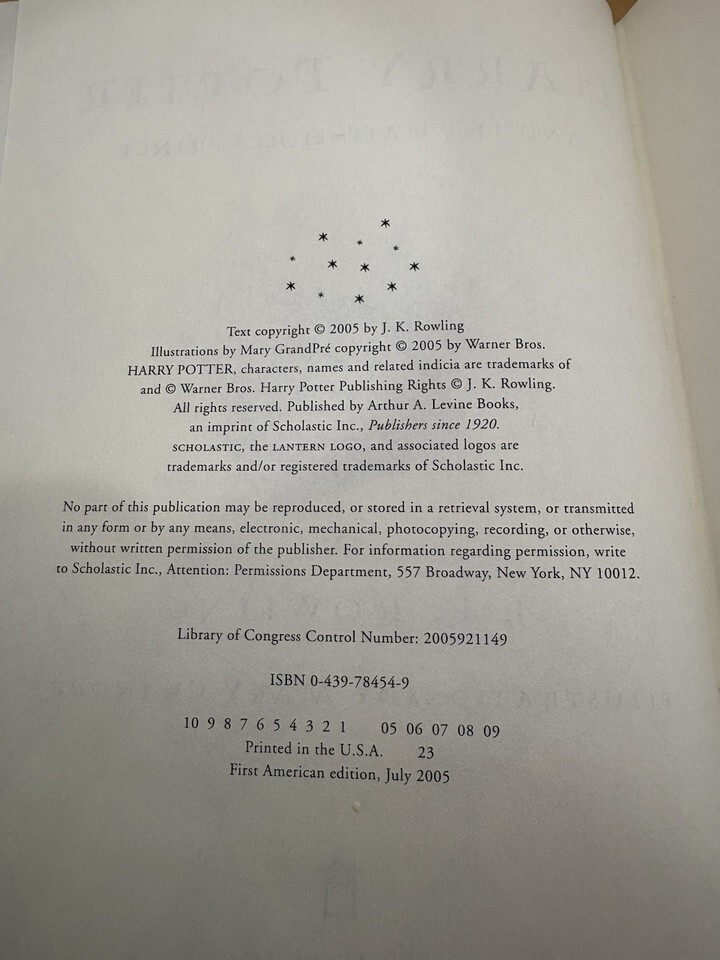 Text copyright © 2005 by J. K. Rowling
Illustrations by Mary GrandPré copyright © 2005 by Warner Bros.
HARRY POTTER, characters, names and related indicia are trademarks of
and © Warner Bros. Harry Potter Publishing Rights © J. K. Rowling.
All rights reserved. Published by Arthur A. Levine Books,
an imprint of Scholastic Inc., Publishers since 1920.
SCHOLASTIC, the LANTERN LOGO, and associated logos are
trademarks and/or registered trademarks of Scholastic Inc.
No part of this publication may be reproduced, or stored in a retrieval system, or transmitted
in any form or by any means, electronic, mechanical, photocopying, recording, or otherwise,
without written permission of the publisher. For information regarding permission, write
to Scholastic Inc., Attention: Permissions Department, 557 Broadway, New York, NY 10012.
Library of Congress Control Number: 2005921149
ISBN 0-439-78454-9
10 9 8 7 6 5 4 3 2 1 05 06 07 08 09
Printed in the U.S.A. 23
First American edition, July 2005